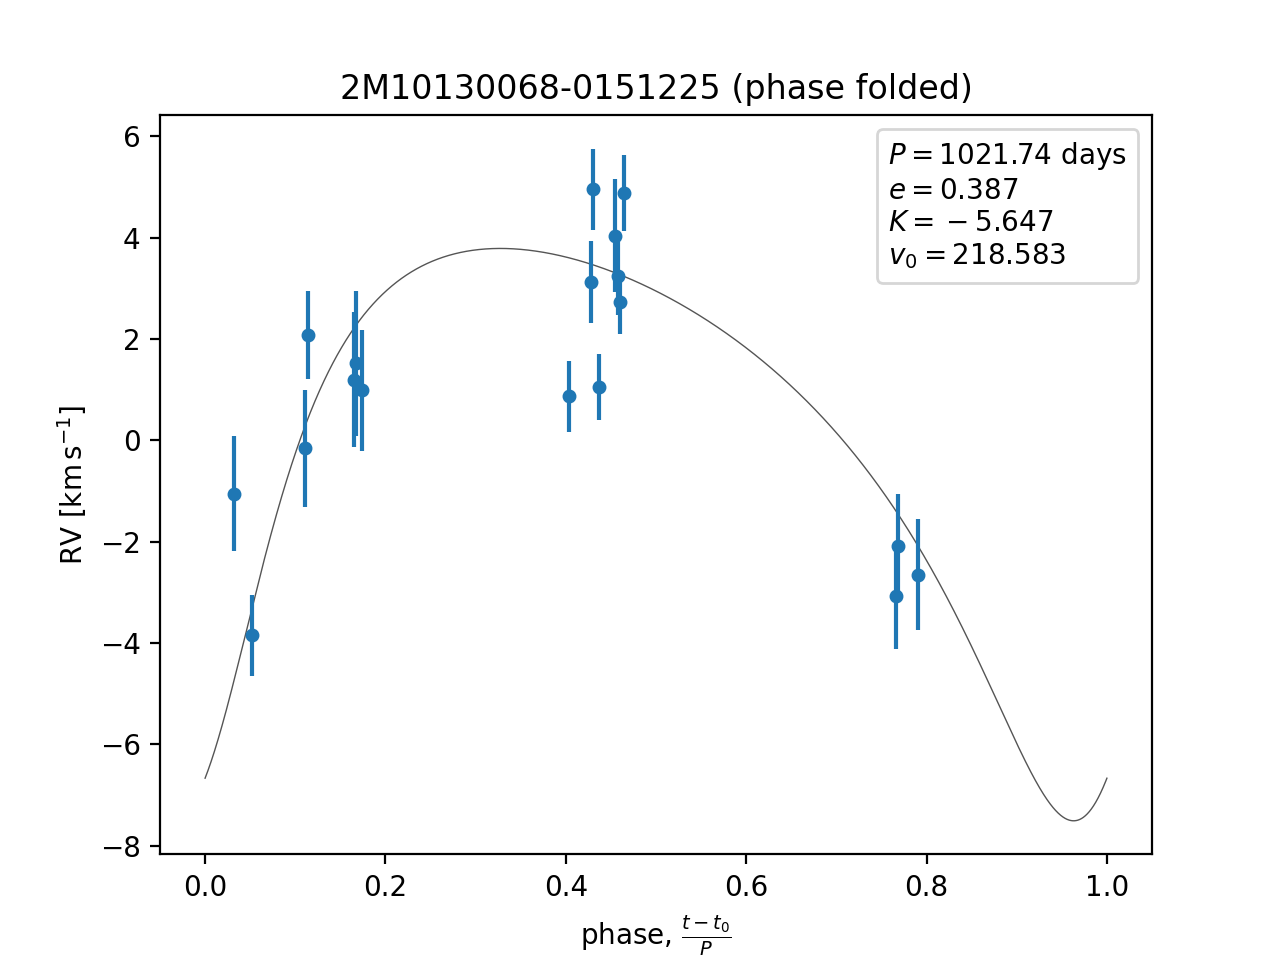 2M10130068-0151225 (phase folded)
P = 1021.74 days
e = 0.387
K = −5.647
v₀ = 218.583
RV [km s⁻¹]
6
4
2
0
−2
−4
−6
−8
0.0 0.2 0.4 0.6 0.8 1.0
phase, (t − t₀)/P